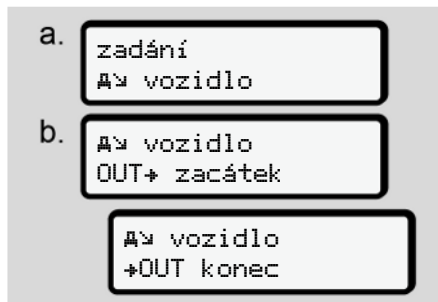 a.
zadání
Д↘ vozidlo
b.
Д↘ vozidlo
OUT→ zacátek
Д↘ vozidlo
→OUT konec